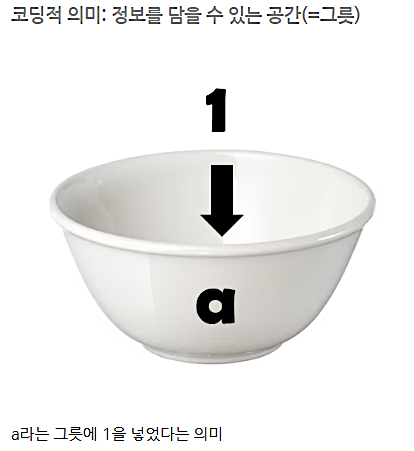 코딩적 의미: 정보를 담을 수 있는 공간(=그릇)
1
a
a라는 그릇에 1을 넣었다는 의미